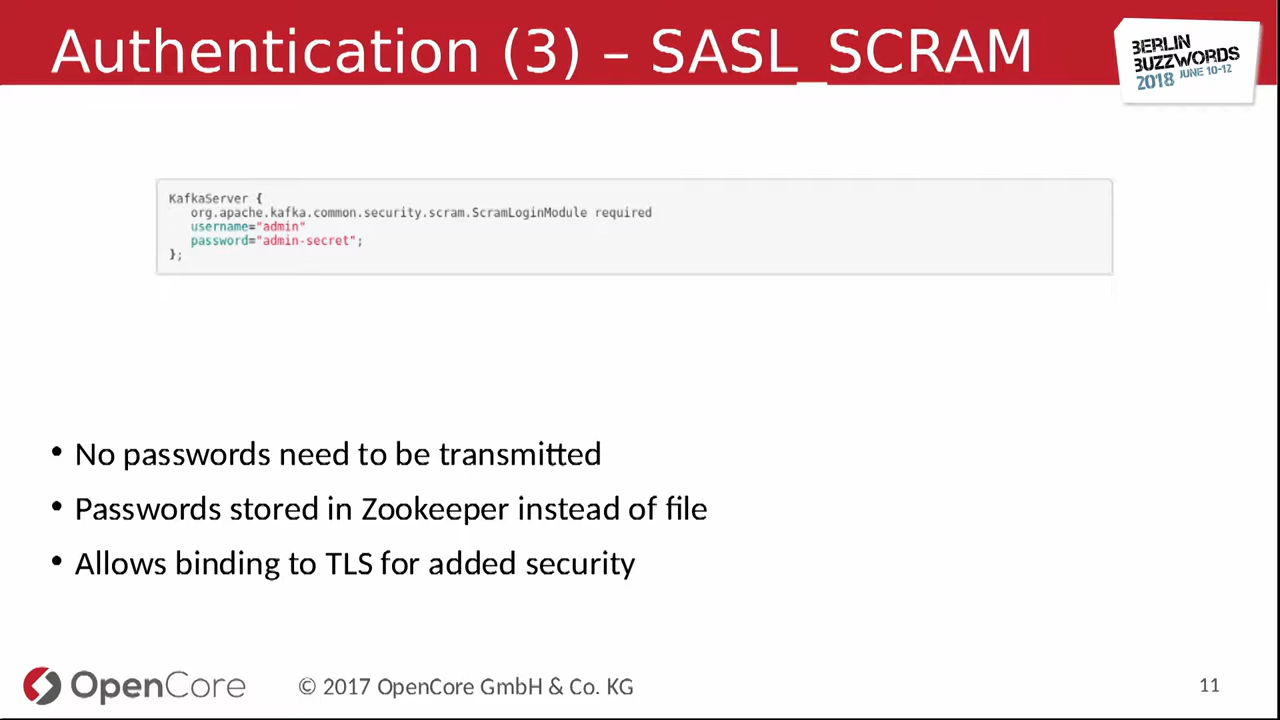 Authentication (3) – SASL_SCRAM
BERLIN
BUZZWORDS
2018 JUNE 10-12
KafkaServer {
org.apache.kafka.common.security.scram.ScramLoginModule required
username="admin"
password="admin-secret";
};
• No passwords need to be transmitted
• Passwords stored in Zookeeper instead of file
• Allows binding to TLS for added security
OpenCore
© 2017 OpenCore GmbH & Co. KG
11